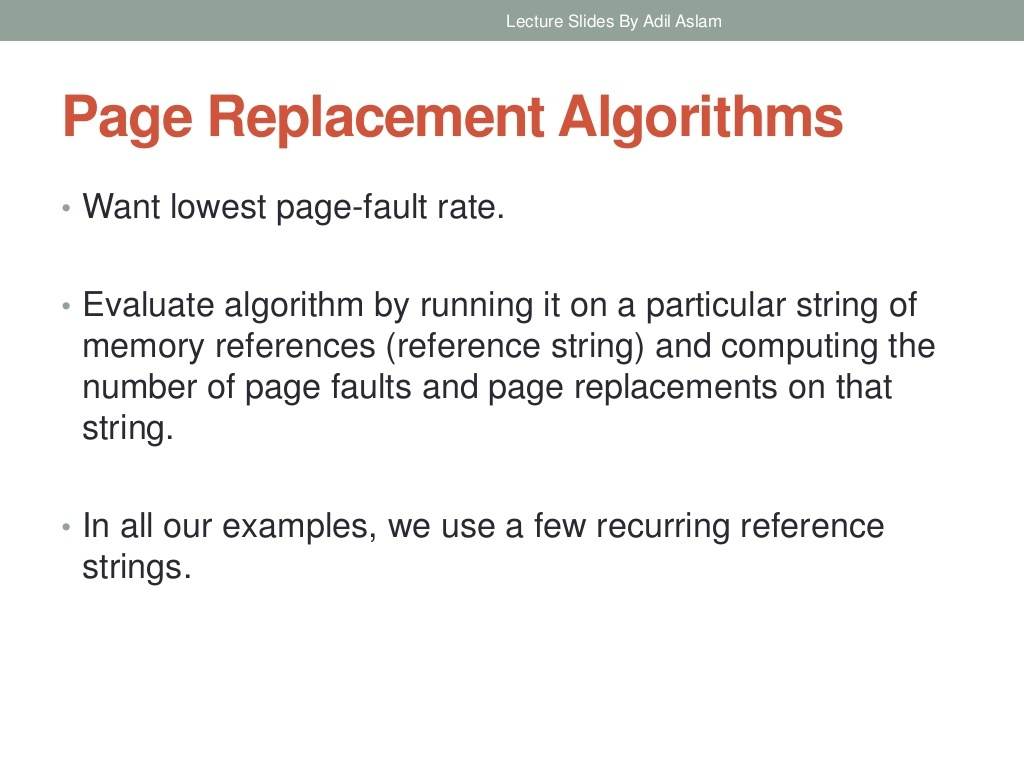 Lecture Slides By Adil Aslam
Page Replacement Algorithms
• Want lowest page-fault rate.
• Evaluate algorithm by running it on a particular string of
memory references (reference string) and computing the
number of page faults and page replacements on that
string.
• In all our examples, we use a few recurring reference
strings.